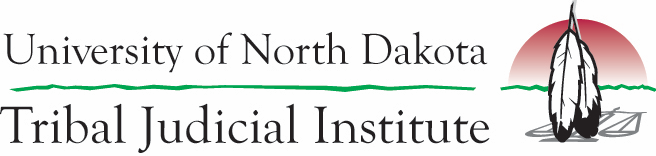 University of North Dakota
Tribal Judicial Institute